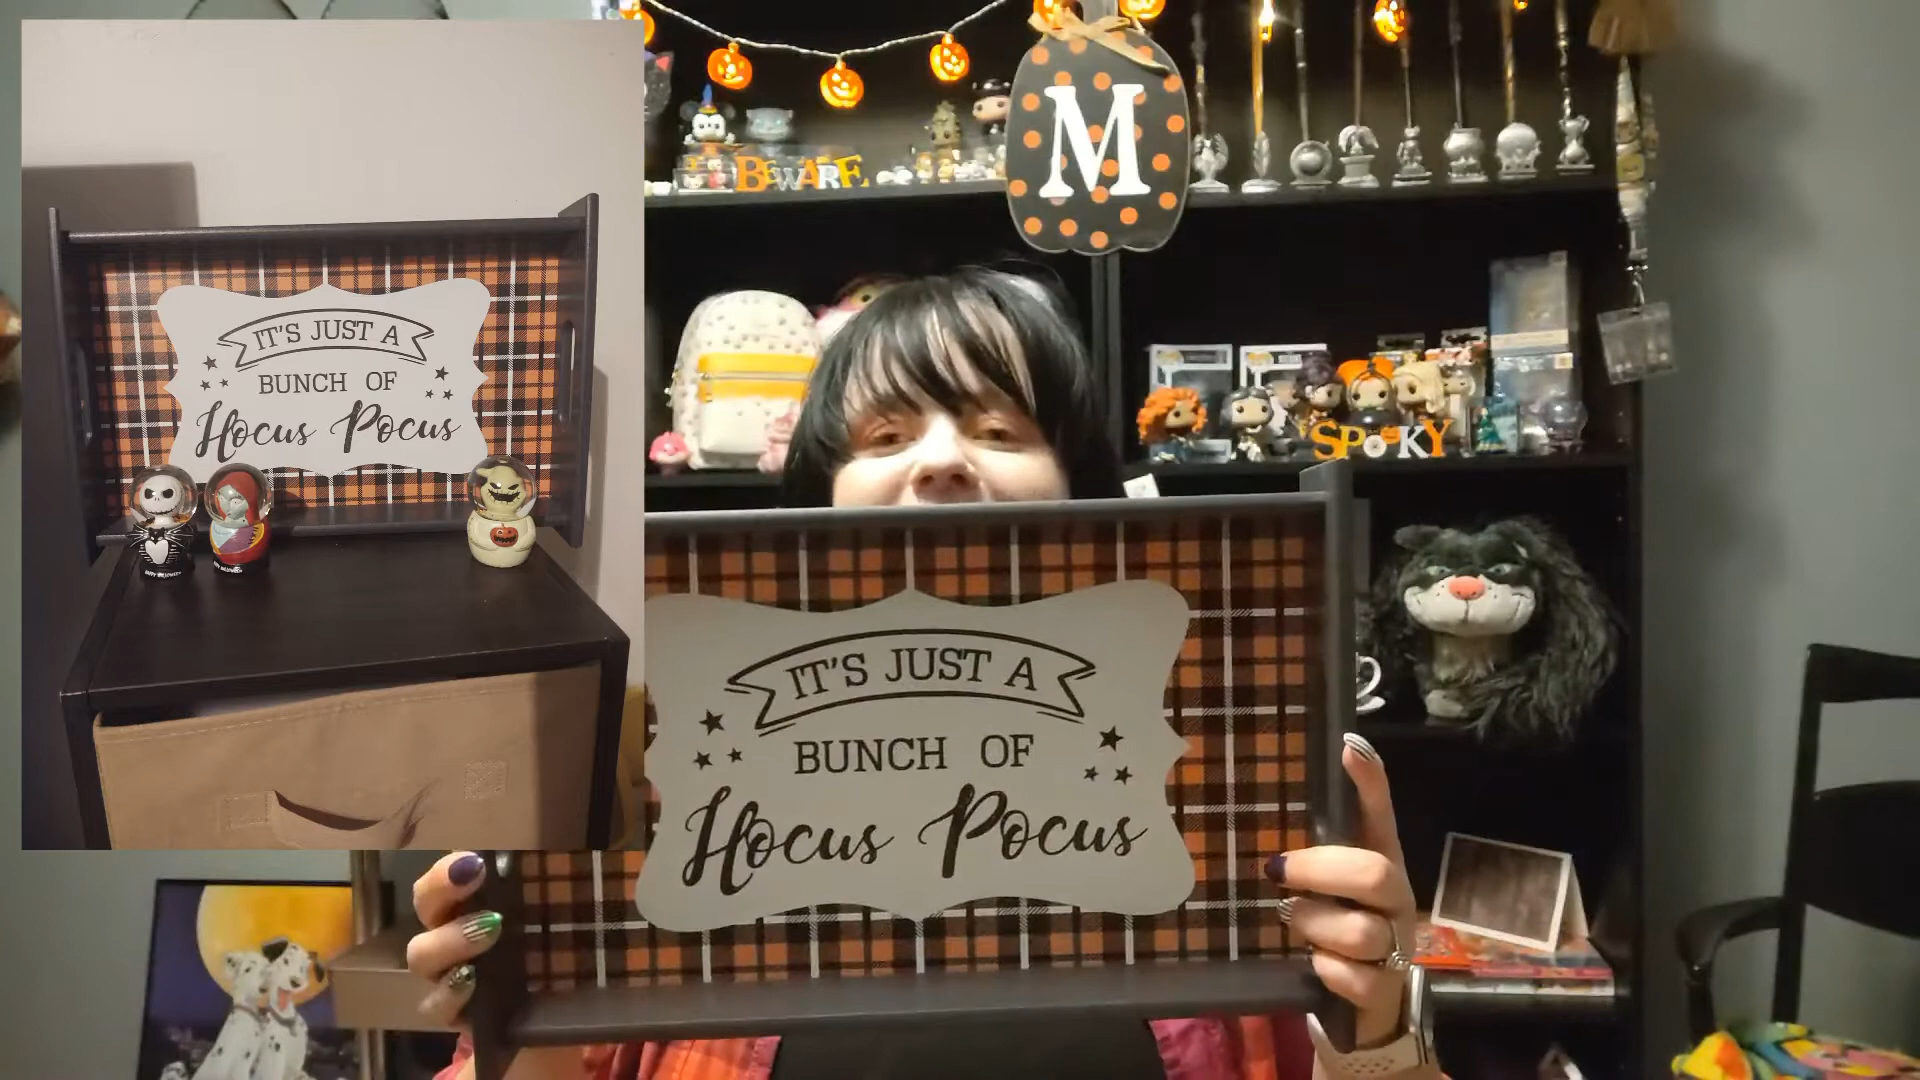 IT'S JUST A
BUNCH OF
Hocus Pocus
BEWARE
M
SPOOKY
IT'S JUST A
BUNCH OF
Hocus Pocus